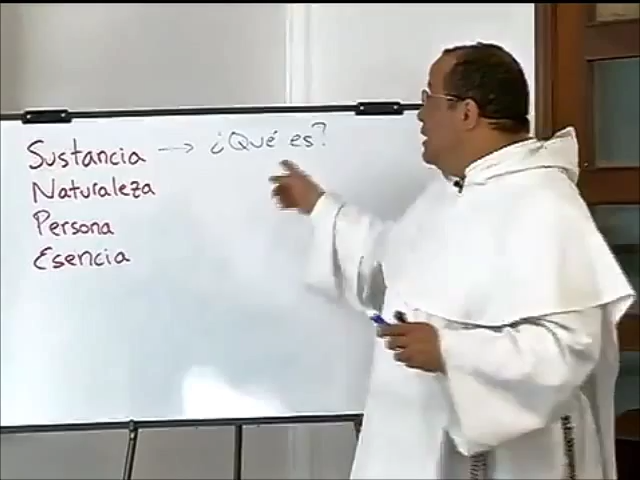 Sustancia → ¿Qué es?
Naturaleza
Persona
Esencia